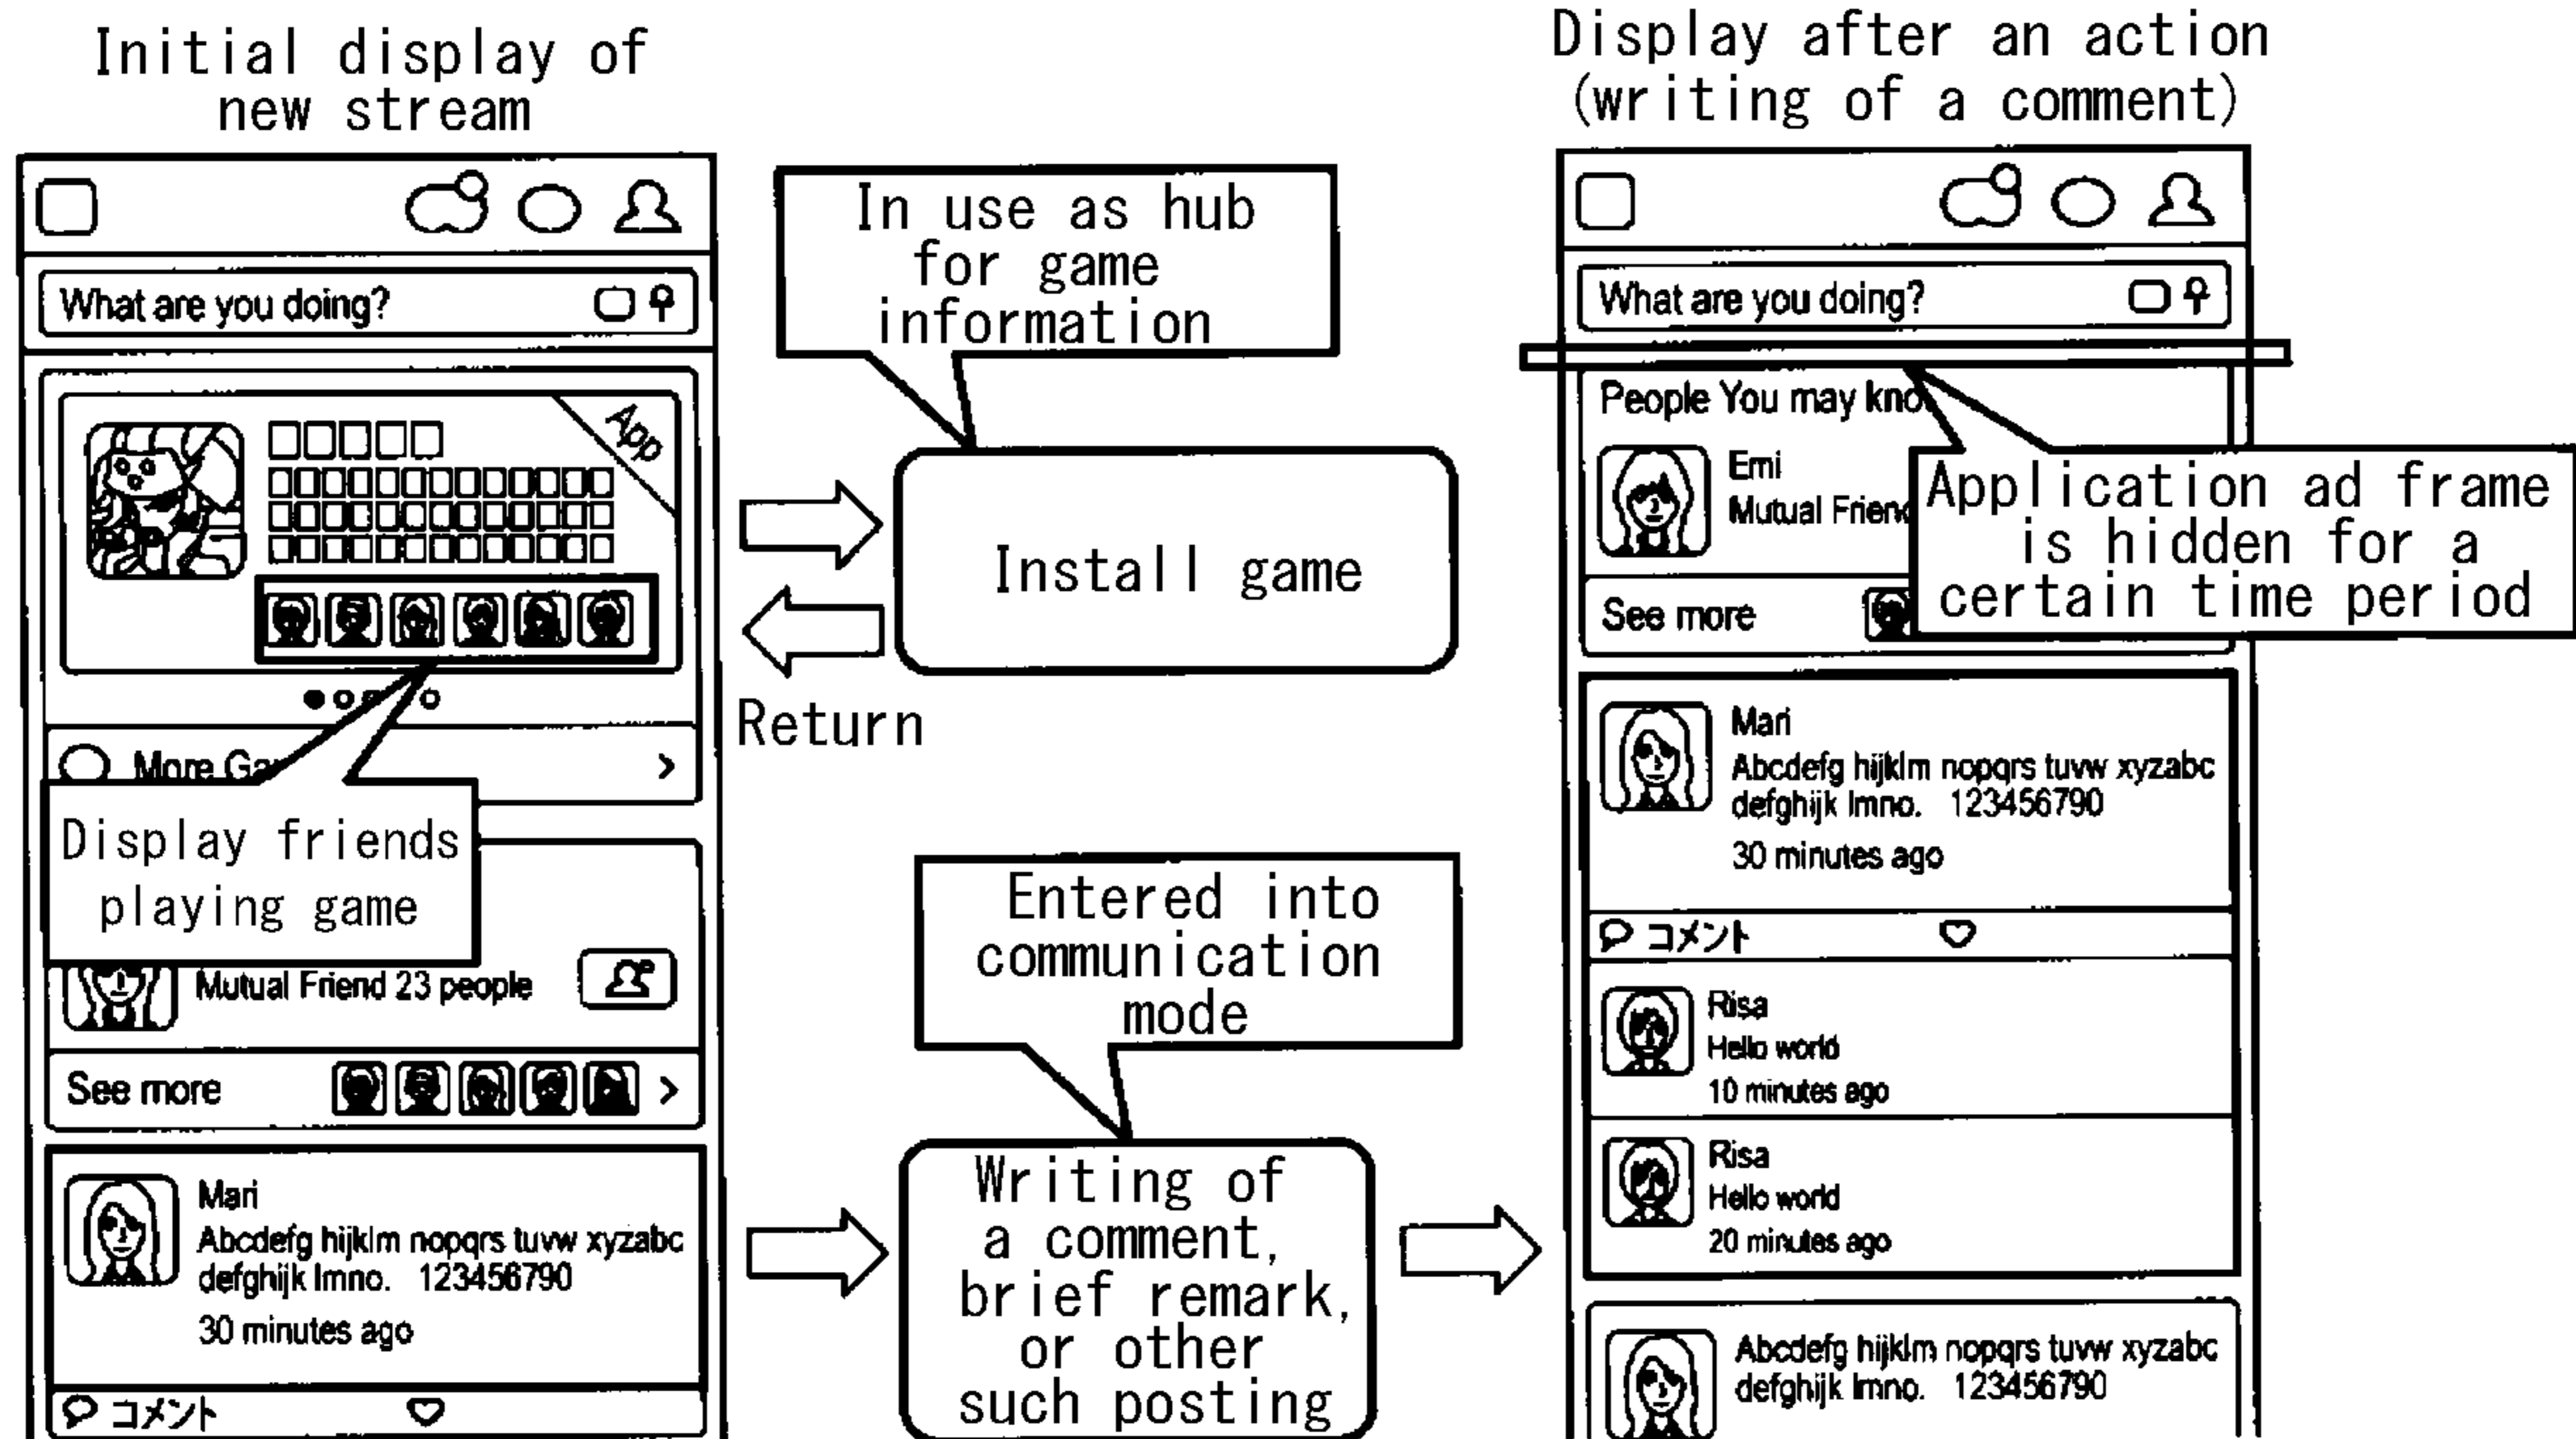 Initial display of
new stream
What are you doing?
App
More Ga
Display friends
playing game
Mutual Friend 23 people
See more
Mari
Abcdefg hijklm nopqrs tuvw xyzabc
defghijk lmno. 123456790
30 minutes ago
コメント
In use as hub
for game
information
Install game
Return
Entered into
communication
mode
Writing of
a comment,
brief remark,
or other
such posting
Display after an action
(writing of a comment)
What are you doing?
People You may kno
Emi
Mutual Friend
See more
Application ad frame
is hidden for a
certain time period
Mari
Abcdefg hijklm nopqrs tuvw xyzabc
defghijk lmno. 123456790
30 minutes ago
コメント
Risa
Hello world
10 minutes ago
Risa
Hello world
20 minutes ago
Abcdefg hijklm nopqrs tuvw xyzabc
defghijk lmno. 123456790